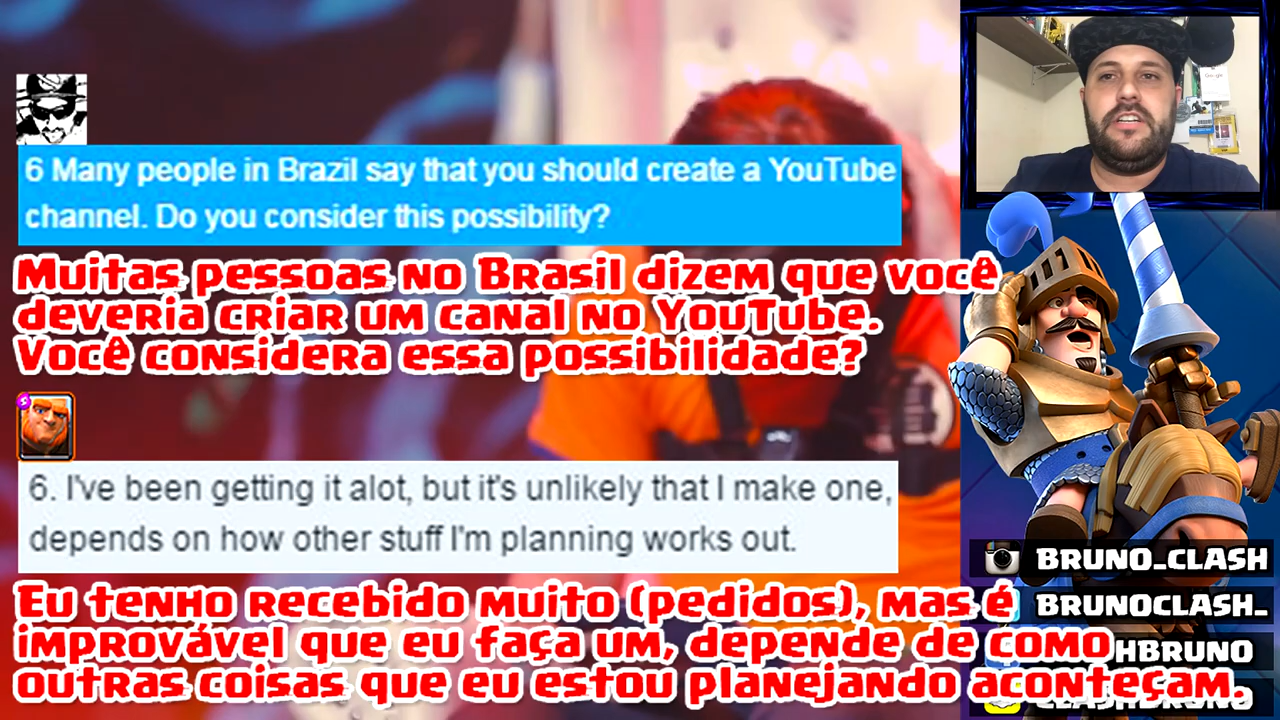 6 Many people in Brazil say that you should create a YouTube
channel. Do you consider this possibility?
Muitas pessoas no Brasil dizem que você
deveria criar um canal no YouTube.
Você considera essa possibilidade?
6. I've been getting it alot, but it's unlikely that I make one,
depends on how other stuff I'm planning works out.
Eu tenho recebido muito (pedidos), mas é
improvável que eu faça um, depende de como
outras coisas que eu estou planejando aconteçam.
Google
BRUNO_CLASH
BRUNOCLASH_
HBRUNO
CLASHBRUNO